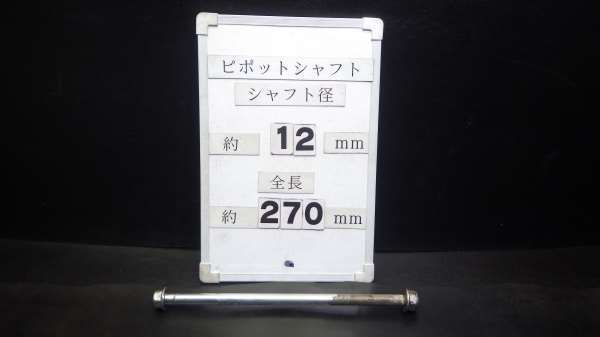 ピボットシャフト
シャフト径
約 12 mm
全長
約 270 mm